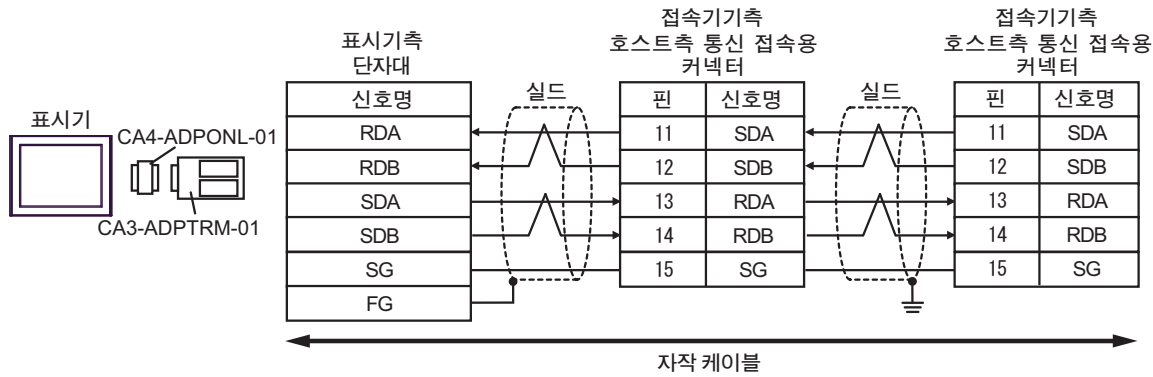 표시기
CA4-ADPONL-01
CA3-ADPTRM-01
표시기측
단자대
신호명
RDA
RDB
SDA
SDB
SG
FG
실드
접속기기측
호스트측 통신 접속용
커넥터
핀 신호명
11 SDA
12 SDB
13 RDA
14 RDB
15 SG
실드
접속기기측
호스트측 통신 접속용
커넥터
핀 신호명
11 SDA
12 SDB
13 RDA
14 RDB
15 SG
자작 케이블